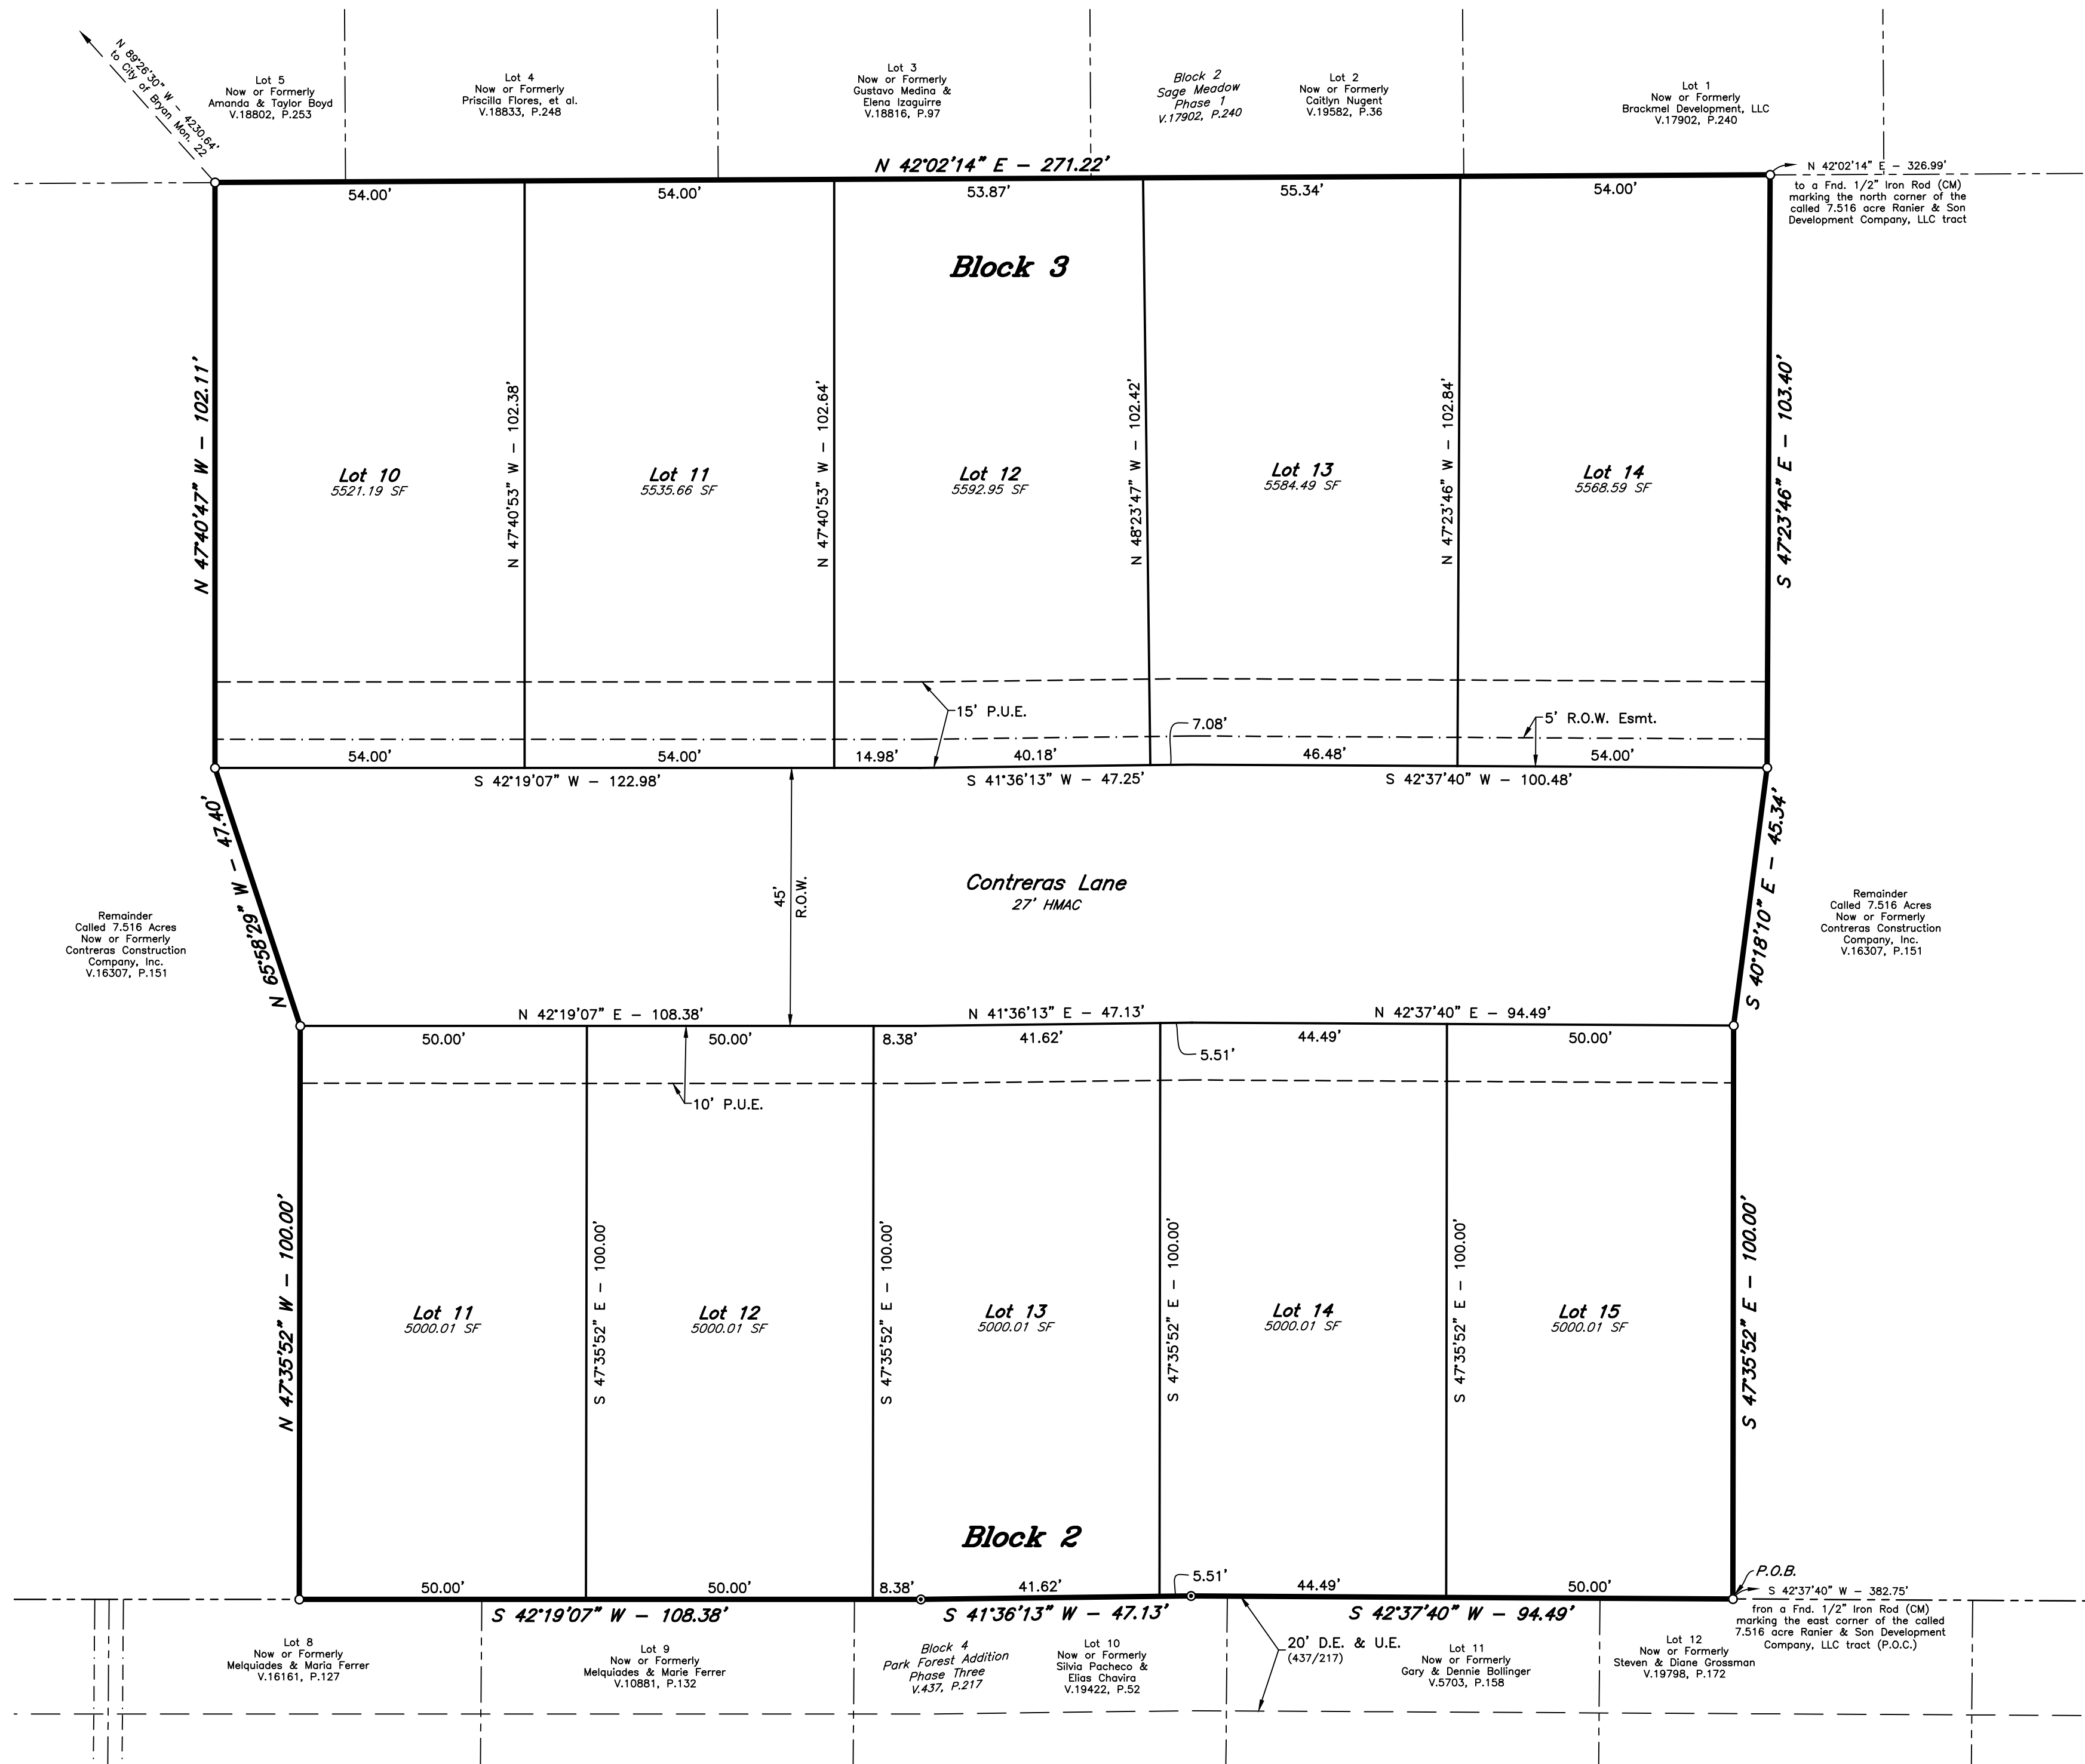 N 89°26'30" W - 4230.64'
to City of Bryan Mon. 22
Lot 5
Now or Formerly
Amanda & Taylor Boyd
V.18802, P.253
Lot 4
Now or Formerly
Priscilla Flores, et al.
V.18833, P.248
Lot 3
Now or Formerly
Gustavo Medina &
Elena Izaguirre
V.18816, P.97
Block 2
Sage Meadow
Phase 1
V.17902, P.240
Lot 2
Now or Formerly
Caitlyn Nugent
V.19582, P.36
Lot 1
Now or Formerly
Brackmel Development, LLC
V.17902, P.240
N 42°02'14" E - 271.22'
N 42°02'14" E - 326.99'
to a Fnd. 1/2" Iron Rod (CM)
marking the north corner of the
called 7.516 acre Ranier & Son
Development Company, LLC tract
54.00'
54.00'
53.87'
55.34'
54.00'
Block 3
N 47°40'47" W - 102.11'
N 47°40'53" W - 102.38'
N 47°40'53" W - 102.64'
N 48°23'47" W - 102.42'
N 47°23'46" W - 102.84'
S 47°23'46" E - 103.40'
Lot 10
5521.19 SF
Lot 11
5535.66 SF
Lot 12
5592.95 SF
Lot 13
5584.49 SF
Lot 14
5568.59 SF
15' P.U.E.
7.08'
5' R.O.W. Esmt.
54.00'
54.00'
14.98'
40.18'
46.48'
54.00'
S 42°19'07" W - 122.98'
S 41°36'13" W - 47.25'
S 42°37'40" W - 100.48'
N 65°58'29" W - 47.40'
45'
R.O.W.
Contreras Lane
27' HMAC
S 40°18'10" E - 45.34'
Remainder
Called 7.516 Acres
Now or Formerly
Contreras Construction
Company, Inc.
V.16307, P.151
Remainder
Called 7.516 Acres
Now or Formerly
Contreras Construction
Company, Inc.
V.16307, P.151
N 42°19'07" E - 108.38'
N 41°36'13" E - 47.13'
N 42°37'40" E - 94.49'
50.00'
50.00'
8.38'
41.62'
5.51'
44.49'
50.00'
10' P.U.E.
N 47°35'52" W - 100.00'
S 47°35'52" E - 100.00'
S 47°35'52" E - 100.00'
S 47°35'52" E - 100.00'
S 47°35'52" E - 100.00'
S 47°35'52" E - 100.00'
Lot 11
5000.01 SF
Lot 12
5000.01 SF
Lot 13
5000.01 SF
Lot 14
5000.01 SF
Lot 15
5000.01 SF
Block 2
50.00'
50.00'
8.38'
41.62'
5.51'
44.49'
50.00'
P.O.B.
S 42°37'40" W - 382.75'
fron a Fnd. 1/2" Iron Rod (CM)
marking the east corner of the called
7.516 acre Ranier & Son Development
Company, LLC tract (P.O.C.)
S 42°19'07" W - 108.38'
S 41°36'13" W - 47.13'
S 42°37'40" W - 94.49'
Lot 8
Now or Formerly
Melquiades & Maria Ferrer
V.16161, P.127
Lot 9
Now or Formerly
Melquiades & Marie Ferrer
V.10881, P.132
Block 4
Park Forest Addition
Phase Three
V.437, P.217
Lot 10
Now or Formerly
Silvia Pacheco &
Elias Chavira
V.19422, P.52
20' D.E. & U.E.
(437/217)
Lot 11
Now or Formerly
Gary & Dennie Bollinger
V.5703, P.158
Lot 12
Now or Formerly
Steven & Diane Grossman
V.19798, P.172